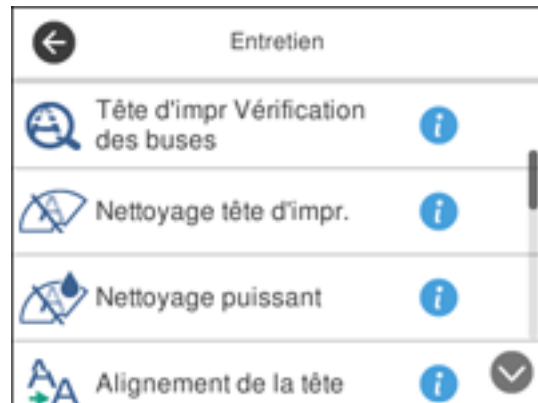 Entretien
Tête d'impr Vérification
des buses
Nettoyage tête d'impr.
Nettoyage puissant
Alignement de la tête